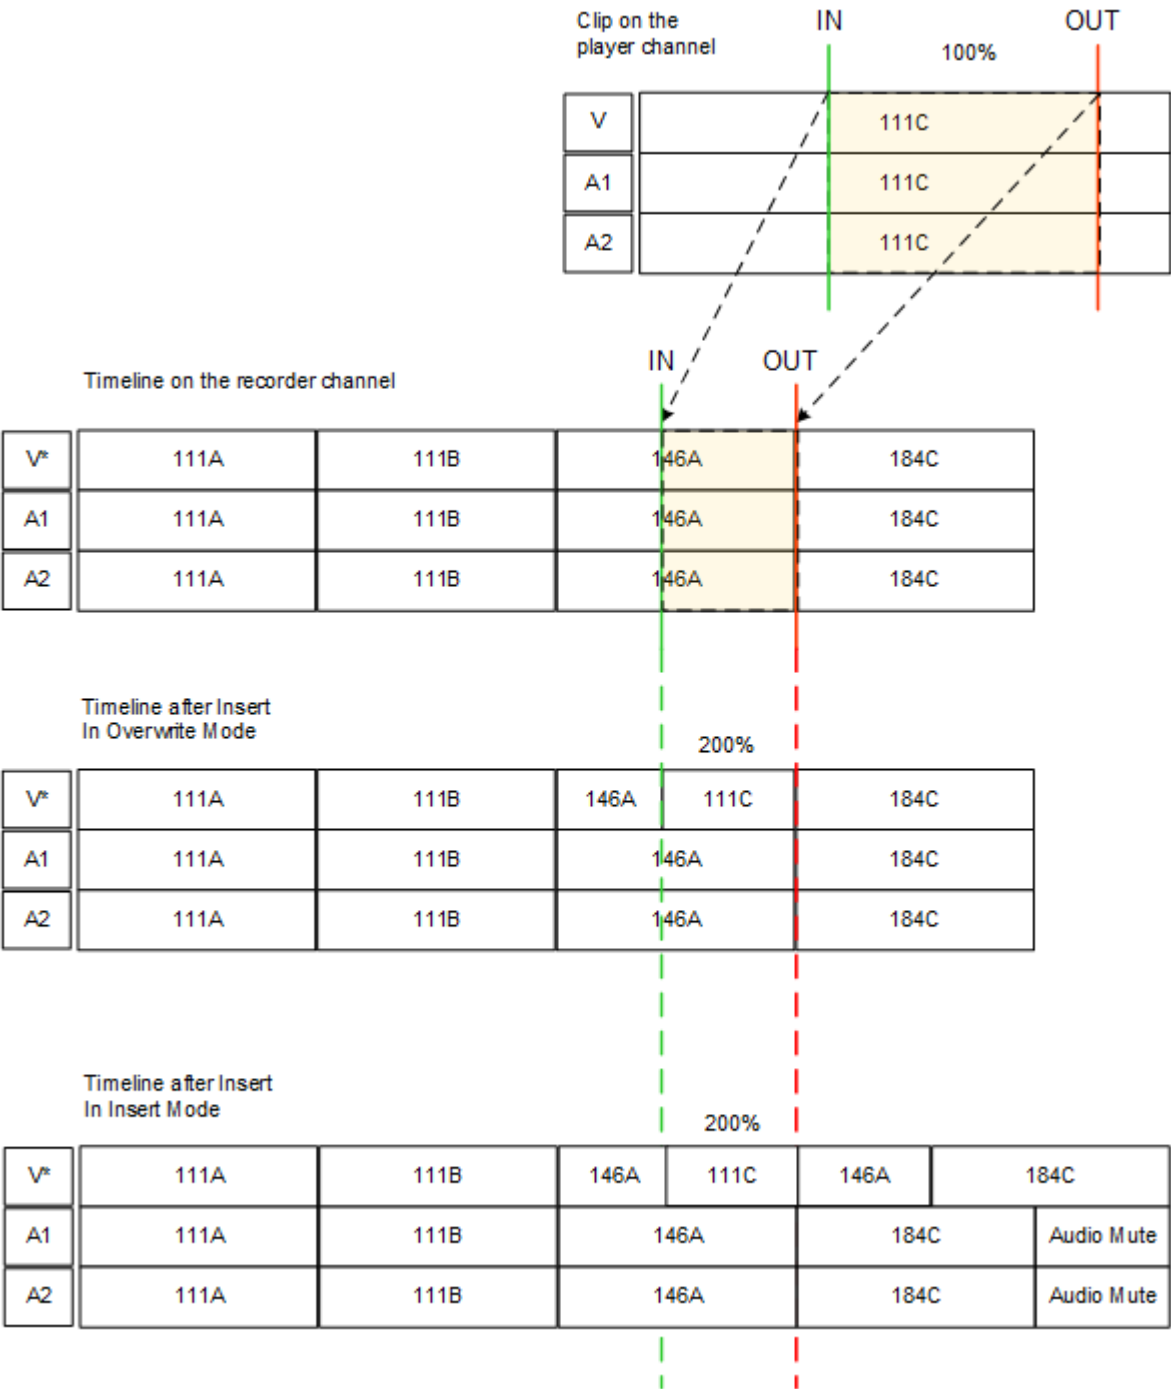 Clip on the
player channel
IN
100%
OUT
V 111C
A1 111C
A2 111C
Timeline on the recorder channel
IN
OUT
V* 111A 111B 146A 184C
A1 111A 111B 146A 184C
A2 111A 111B 146A 184C
Timeline after Insert
In Overwrite Mode
200%
V* 111A 111B 146A 111C 184C
A1 111A 111B 146A 184C
A2 111A 111B 146A 184C
Timeline after Insert
In Insert Mode
200%
V* 111A 111B 146A 111C 146A 184C
A1 111A 111B 146A 184C Audio Mute
A2 111A 111B 146A 184C Audio Mute